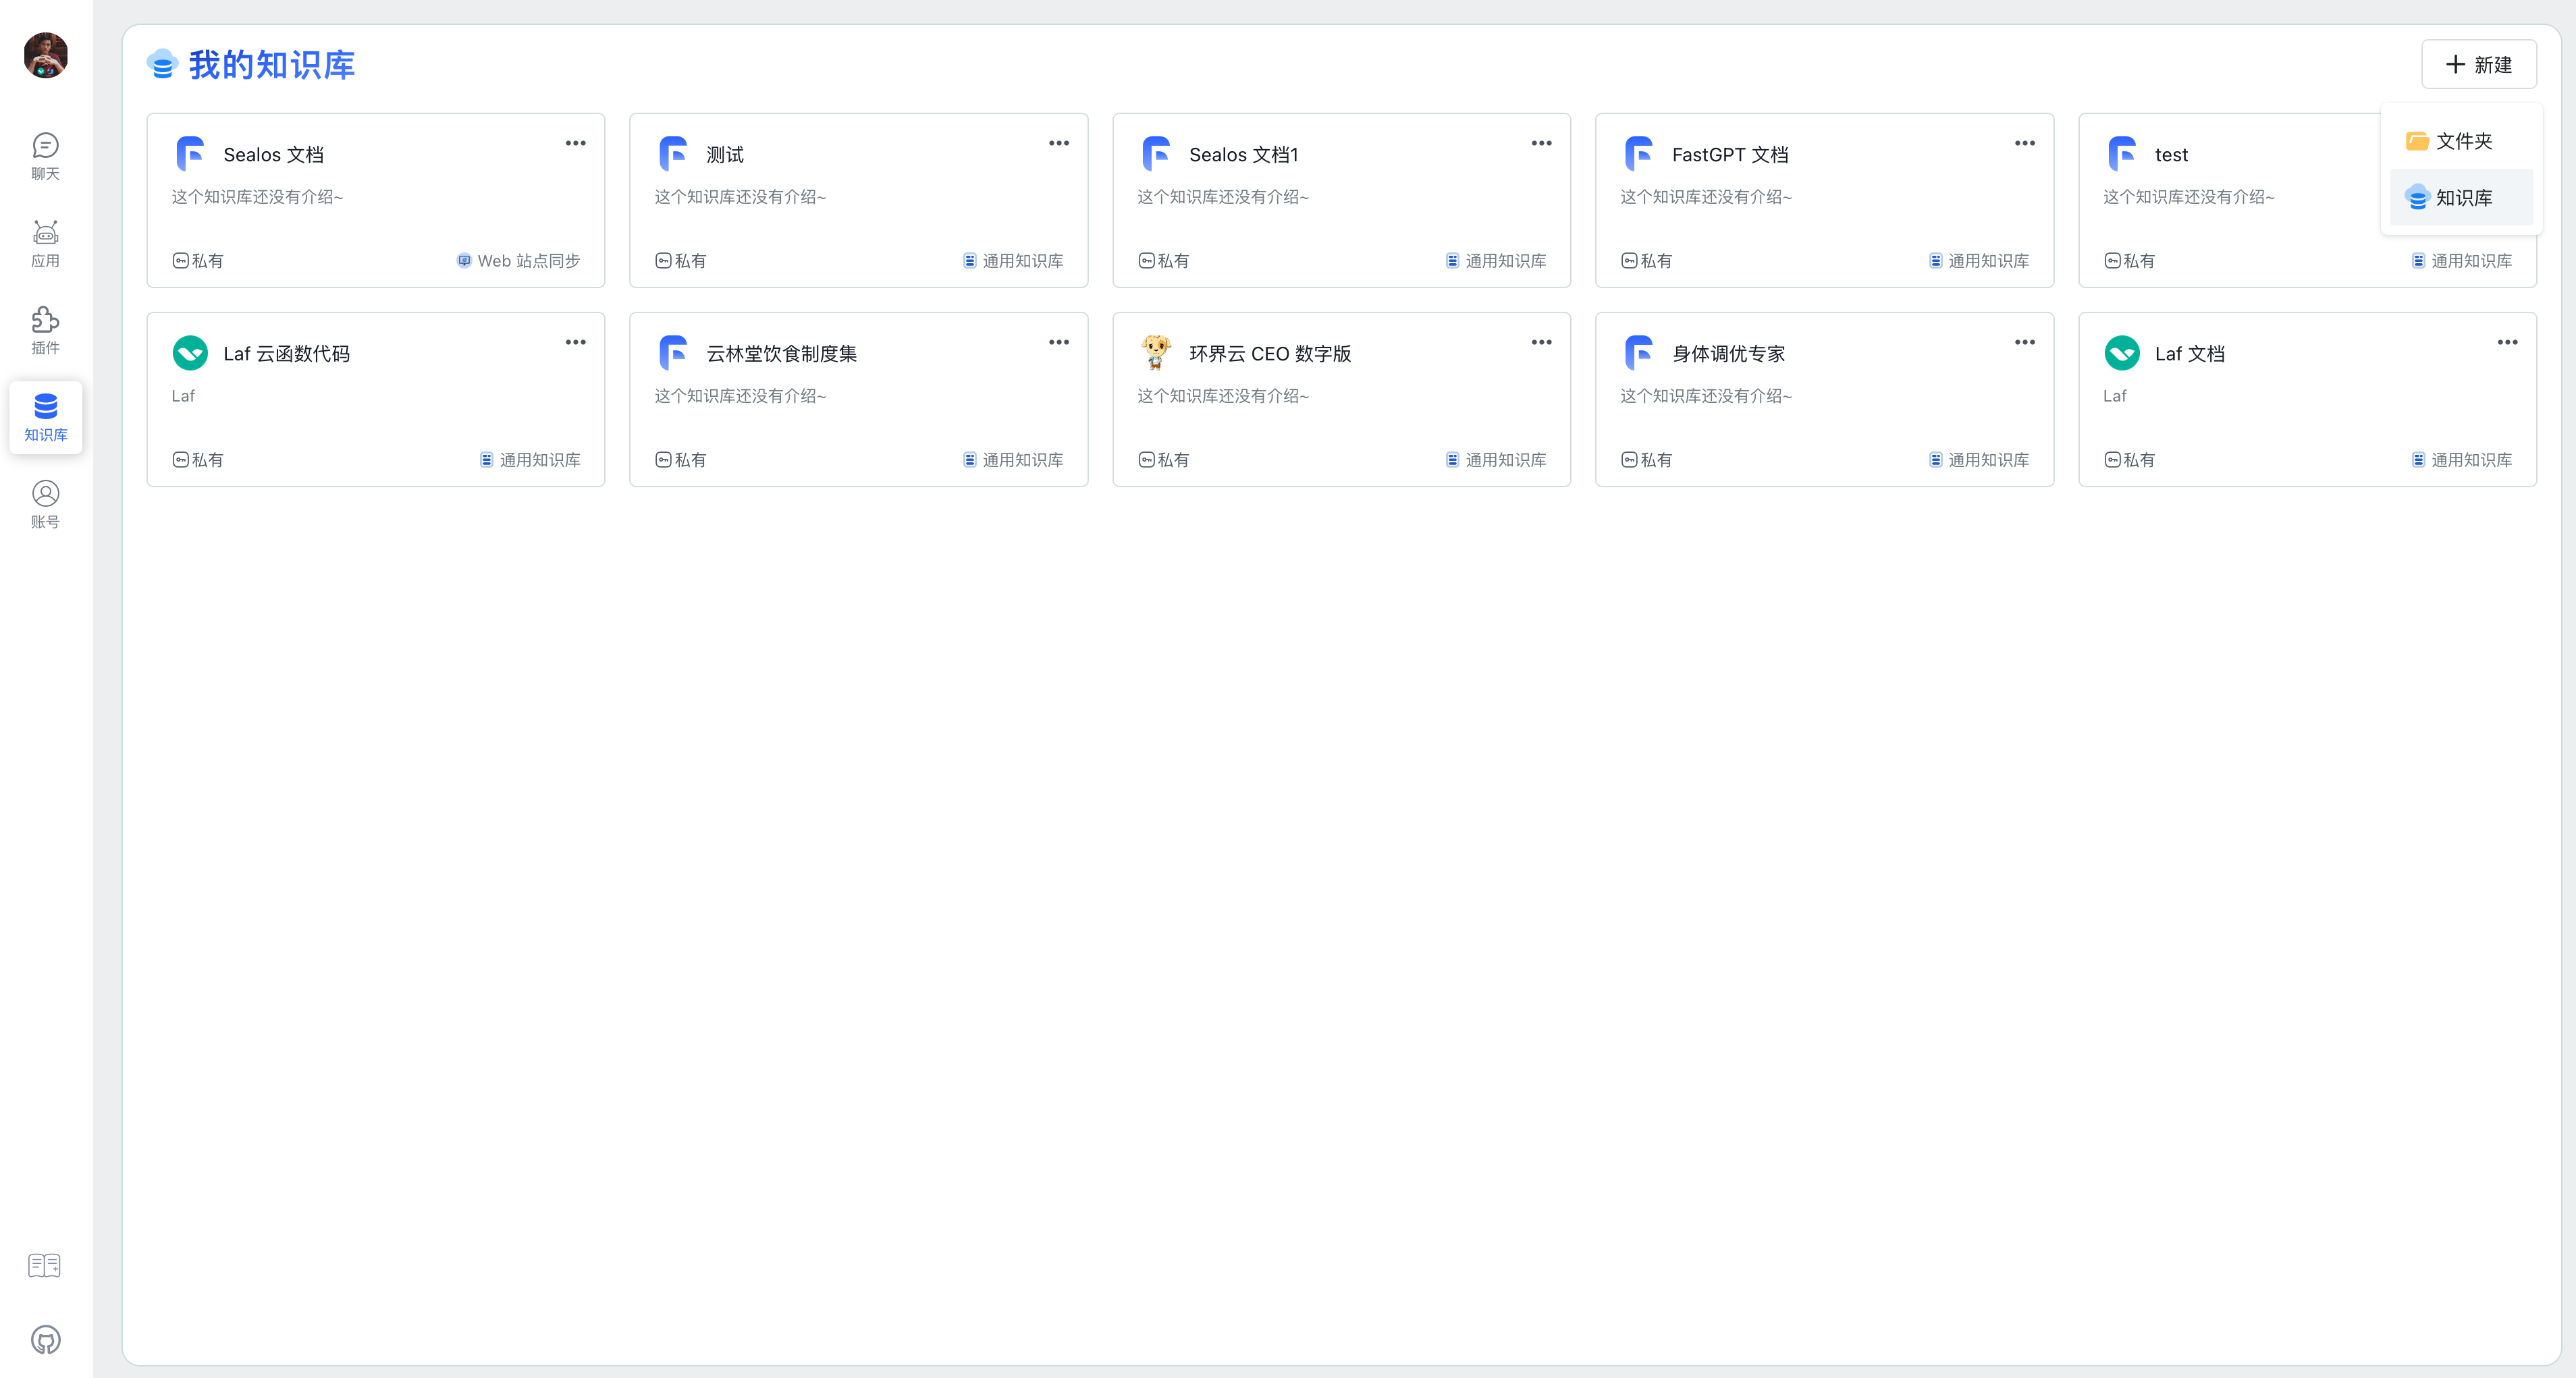 我的知识库
新建
文件夹
知识库
聊天
应用
插件
知识库
账号
Sealos 文档
这个知识库还没有介绍~
私有
Web 站点同步
测试
这个知识库还没有介绍~
私有
通用知识库
Sealos 文档1
这个知识库还没有介绍~
私有
通用知识库
FastGPT 文档
这个知识库还没有介绍~
私有
通用知识库
test
这个知识库还没有介绍~
私有
通用知识库
Laf 云函数代码
Laf
私有
通用知识库
云林堂饮食制度集
这个知识库还没有介绍~
私有
通用知识库
环界云 CEO 数字版
这个知识库还没有介绍~
私有
通用知识库
身体调优专家
这个知识库还没有介绍~
私有
通用知识库
Laf 文档
Laf
私有
通用知识库